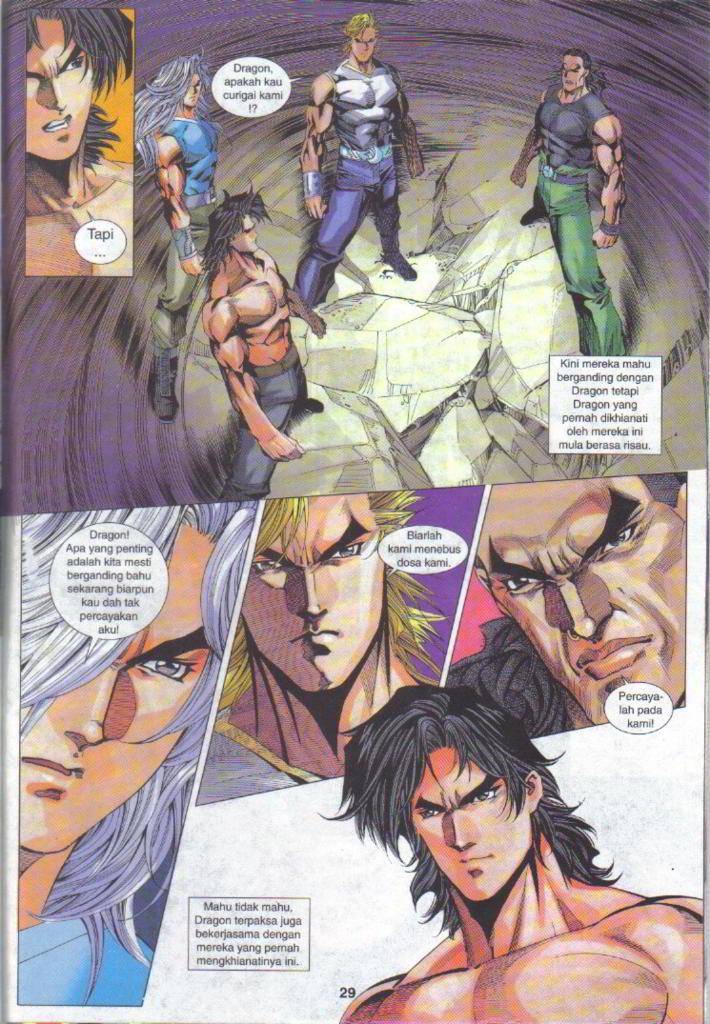 Tapi
...
Dragon,
apakah kau
curigai kami
!?
Kini mereka mahu
berganding dengan
Dragon tetapi
Dragon yang
pernah dikhianati
oleh mereka ini
mula berasa risau.
Dragon!
Apa yang penting
adalah kita mesti
berganding bahu
sekarang biarpun
kau dah tak
percayakan
aku!
Biarlah
kami menebus
dosa kami.
Percaya-
lah pada
kami!
Mahu tidak mahu,
Dragon terpaksa juga
bekerjasama dengan
mereka yang pernah
mengkhianatinya ini.
29